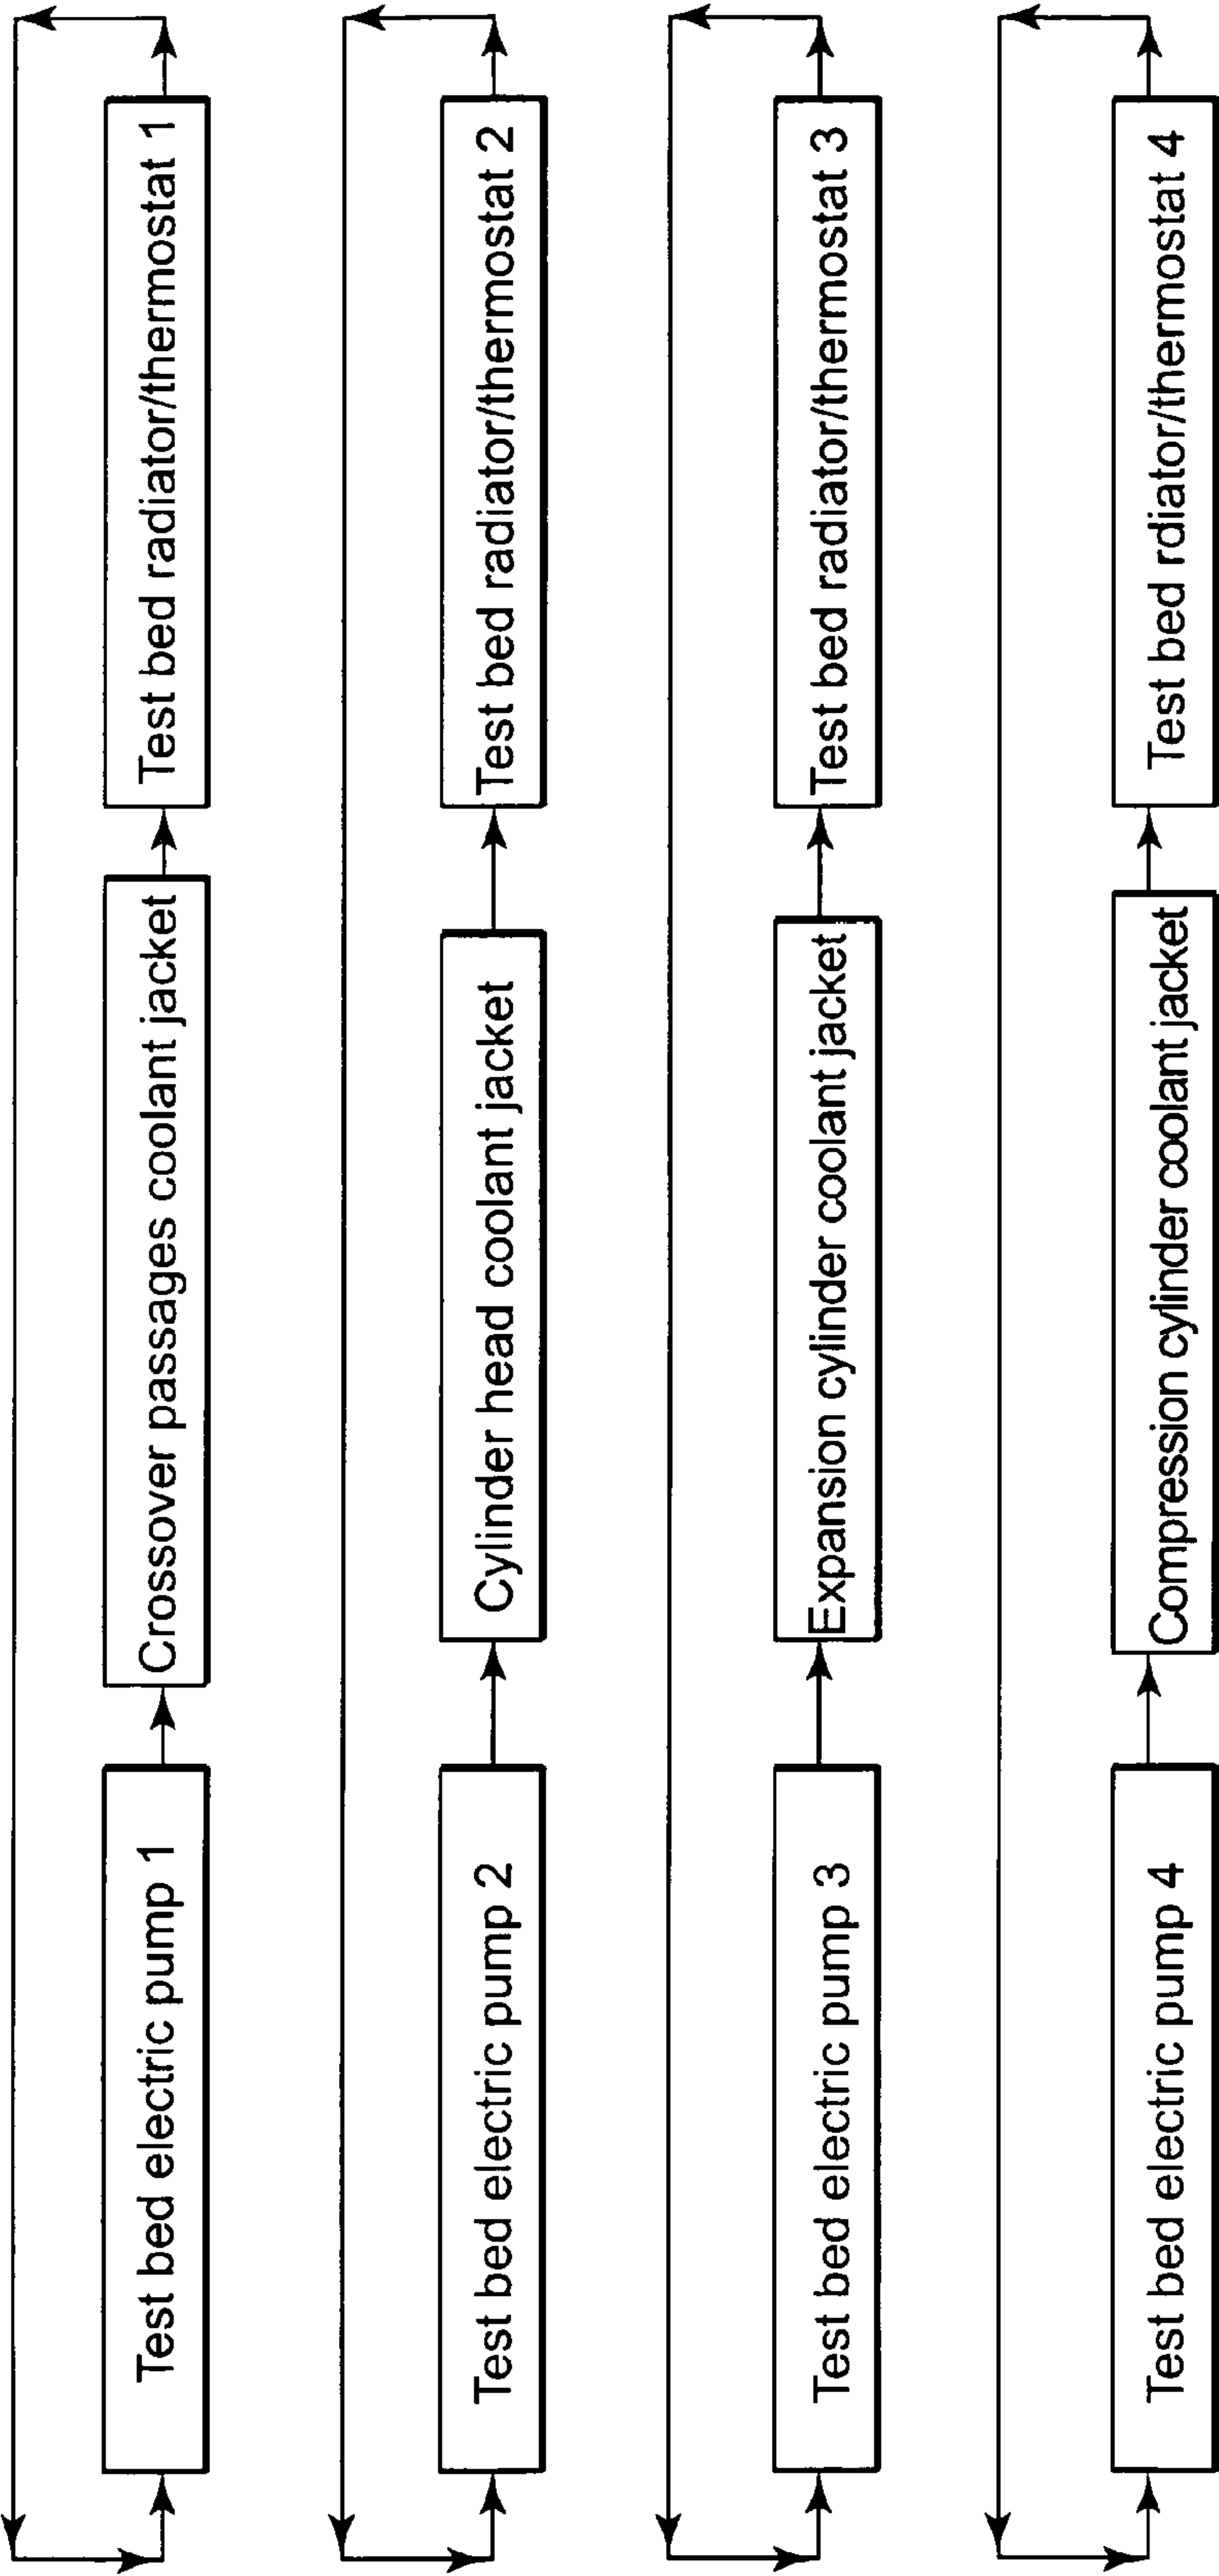 Test bed electric pump 1
Crossover passages coolant jacket
Test bed radiator/thermostat 1
Test bed electric pump 2
Cylinder head coolant jacket
Test bed radiator/thermostat 2
Test bed electric pump 3
Expansion cylinder coolant jacket
Test bed radiator/thermostat 3
Test bed electric pump 4
Compression cylinder coolant jacket
Test bed rdiator/thermostat 4